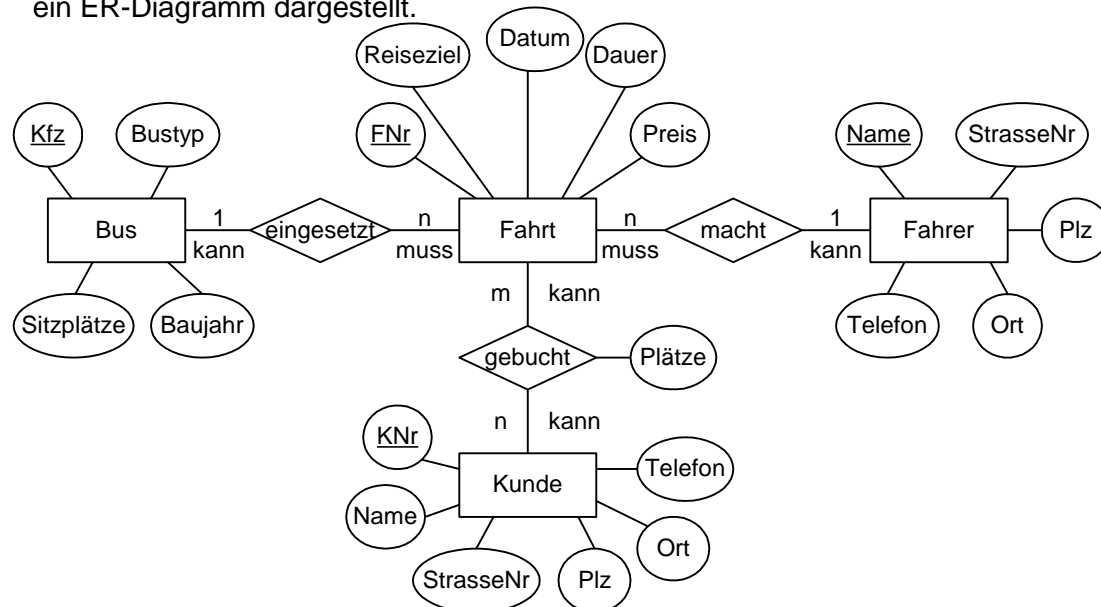 ein ER-Diagramm dargestellt.
Reiseziel
Datum
Dauer
Kfz
Bustyp
FNr
Preis
Name
StrasseNr
Bus
1
kann
eingesetzt
n
muss
Fahrt
n
muss
macht
1
kann
Fahrer
Plz
Sitzplätze
Baujahr
m
kann
Telefon
Ort
gebucht
Plätze
n
kann
KNr
Kunde
Telefon
Name
Ort
StrasseNr
Plz